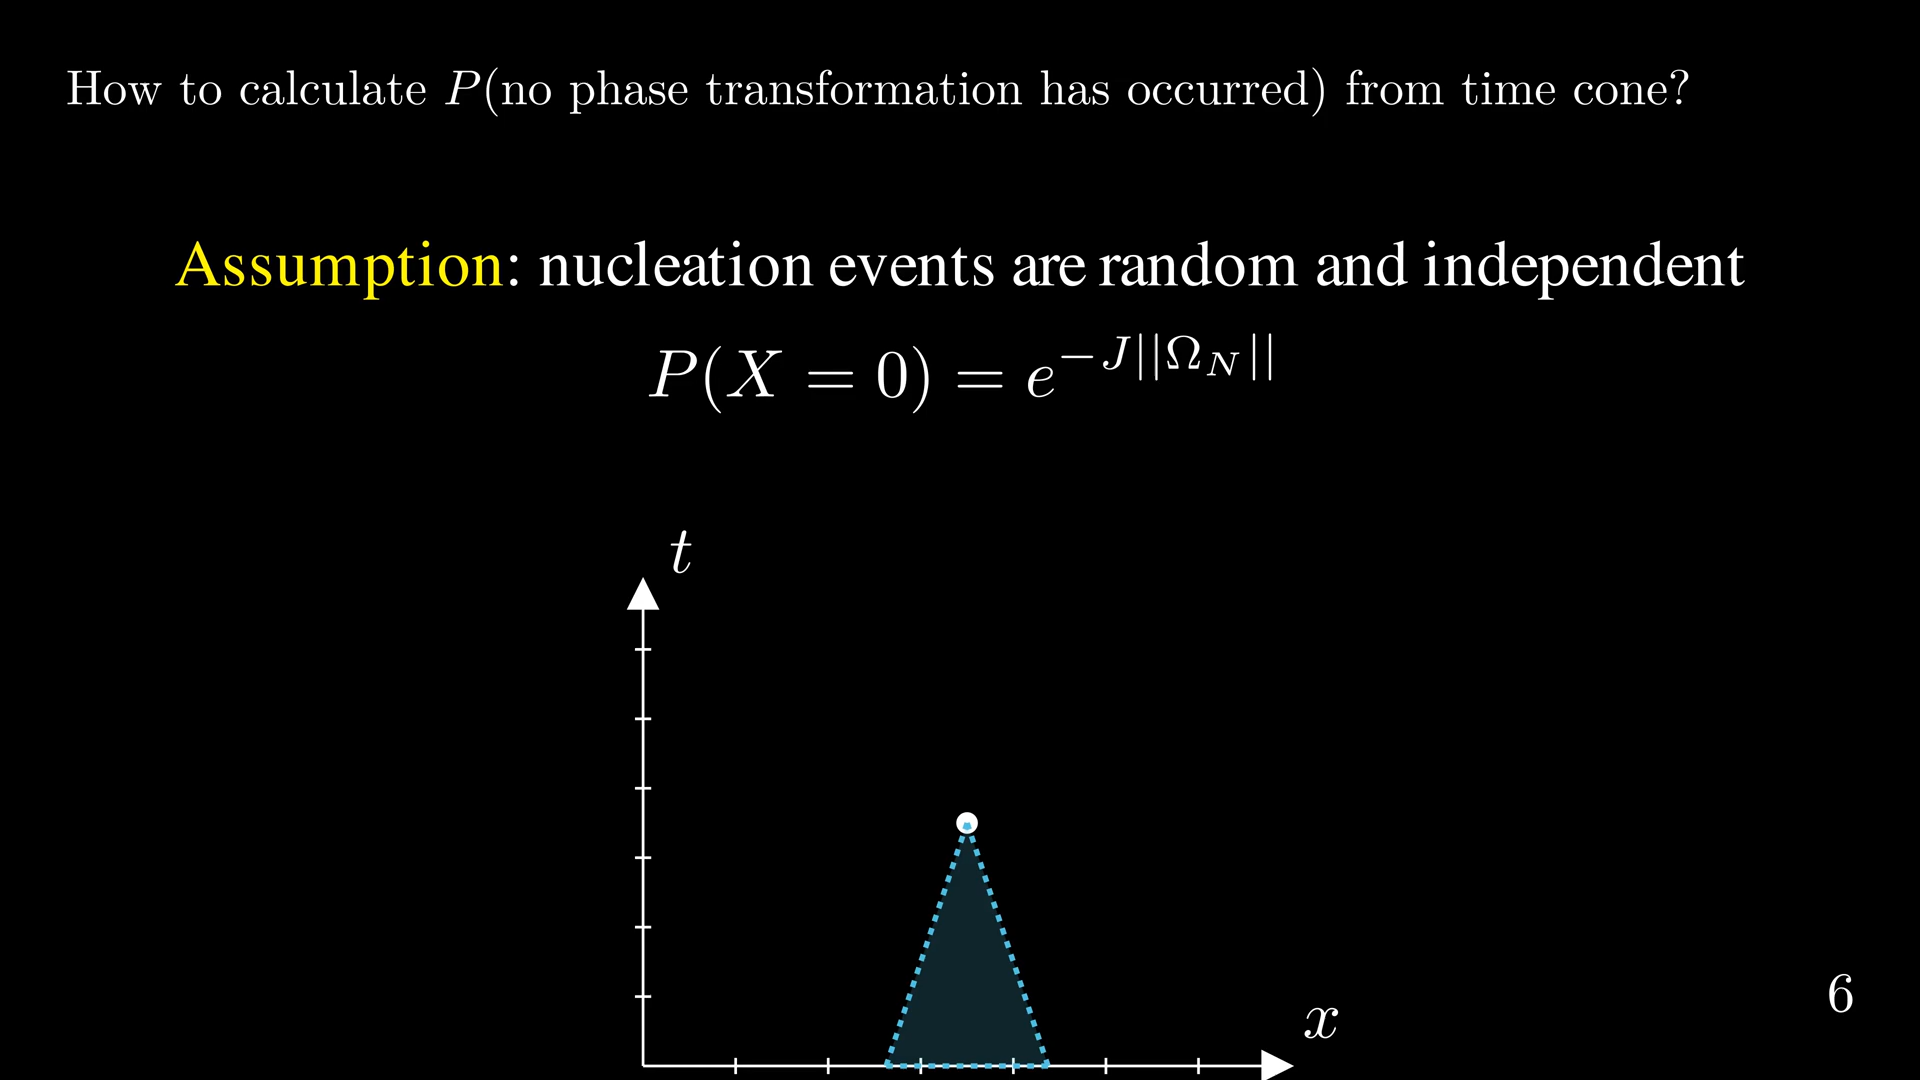 How to calculate P(no phase transformation has occurred) from time cone?
Assumption: nucleation events are random and independent
P(X = 0) = e^{-J||Ω_N||}
t
x
6